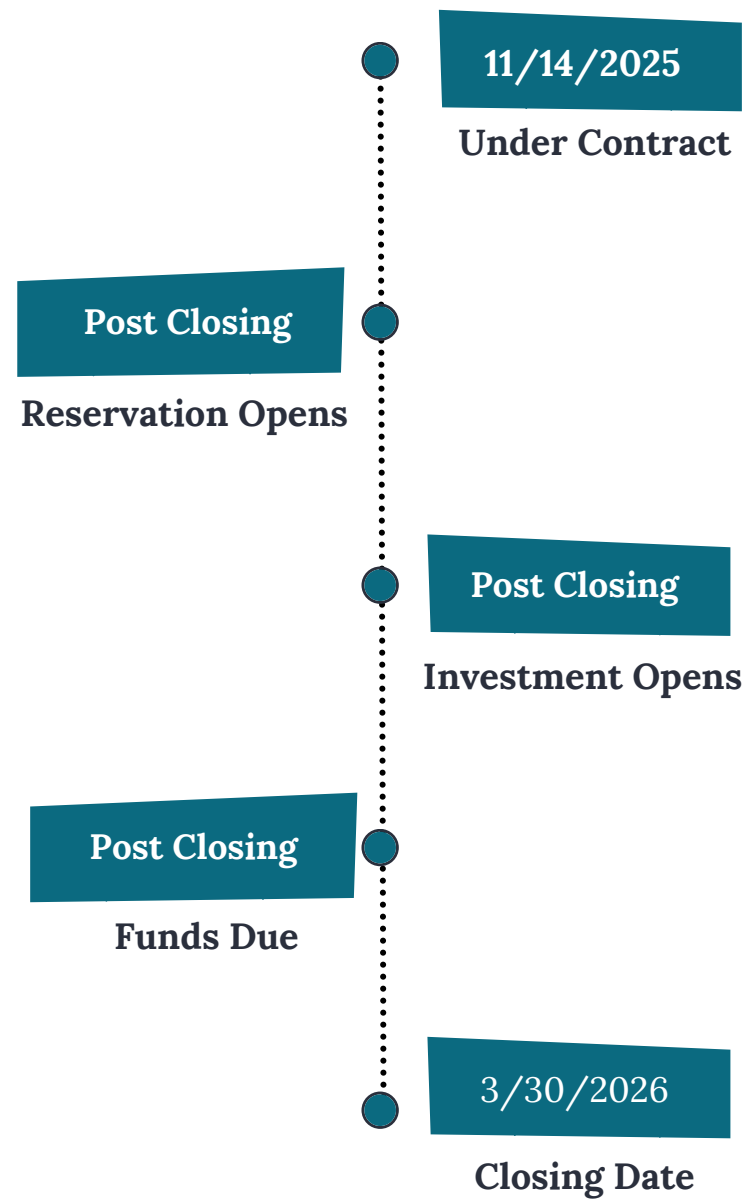 11/14/2025
Under Contract
Post Closing
Reservation Opens
Post Closing
Investment Opens
Post Closing
Funds Due
3/30/2026
Closing Date